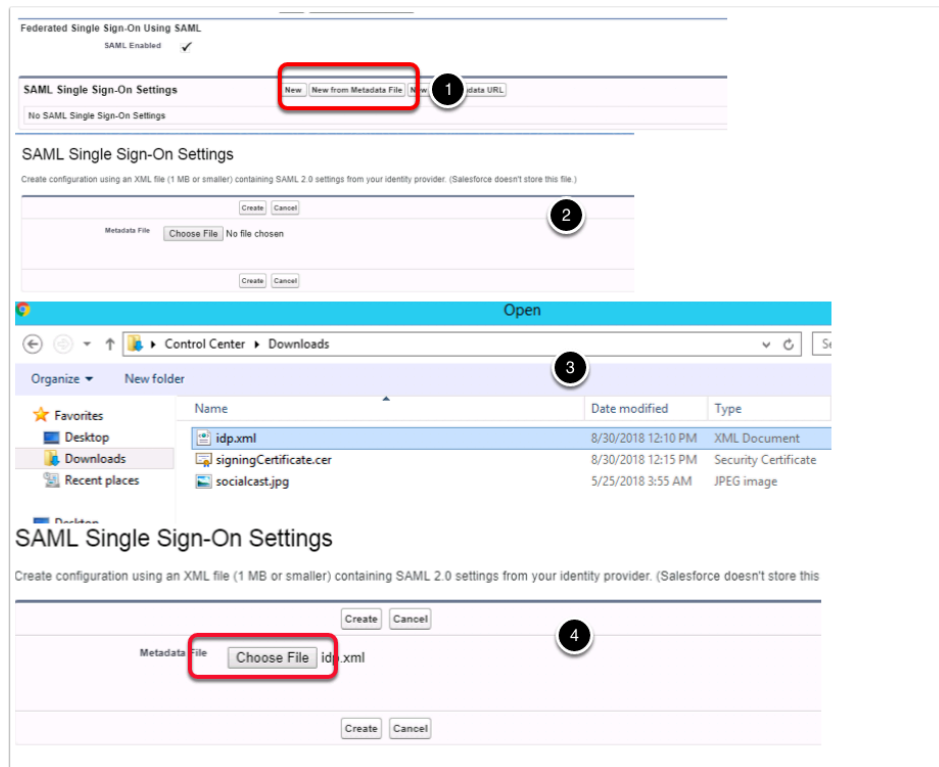 Federated Single Sign-On Using SAML
SAML Enabled
SAML Single Sign-On Settings New New from Metadata File 1 data URL
No SAML Single Sign-On Settings
SAML Single Sign-On Settings
Create configuration using an XML file (1 MB or smaller) containing SAML 2.0 settings from your identity provider. (Salesforce doesn't store this file.)
Create Cancel 2
Metadata File Choose File No file chosen
Create Cancel
Open
Control Center Downloads
3
Organize New folder
Name Date modified Type
Favorites
Desktop idp.xml 8/30/2018 12:10 PM XML Document
Downloads signingCertificate.cer 8/30/2018 12:15 PM Security Certificate
Recent places socialcast.jpg 5/25/2018 3:55 AM JPEG image
Desktop
SAML Single Sign-On Settings
Create configuration using an XML file (1 MB or smaller) containing SAML 2.0 settings from your identity provider. (Salesforce doesn't store this
Create Cancel
4
Metadata File Choose File idp.xml
Create Cancel